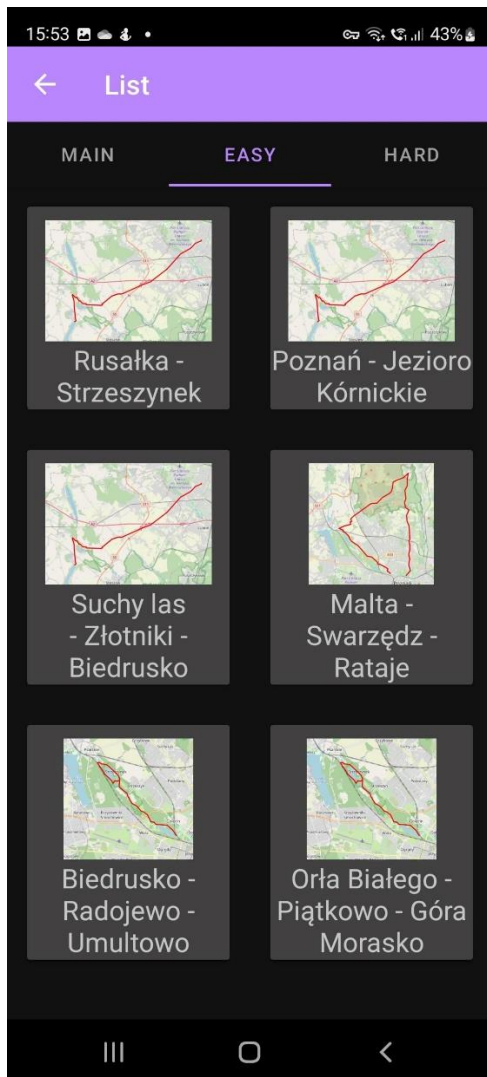 15:53 43%
List
MAIN EASY HARD
Rusałka -
Strzeszynek
Poznań - Jezioro
Kórnickie
Suchy las
- Złotniki -
Biedrusko
Malta -
Swarzędz -
Rataje
Biedrusko -
Radojewo -
Umultowo
Orła Białego -
Piątkowo - Góra
Morasko